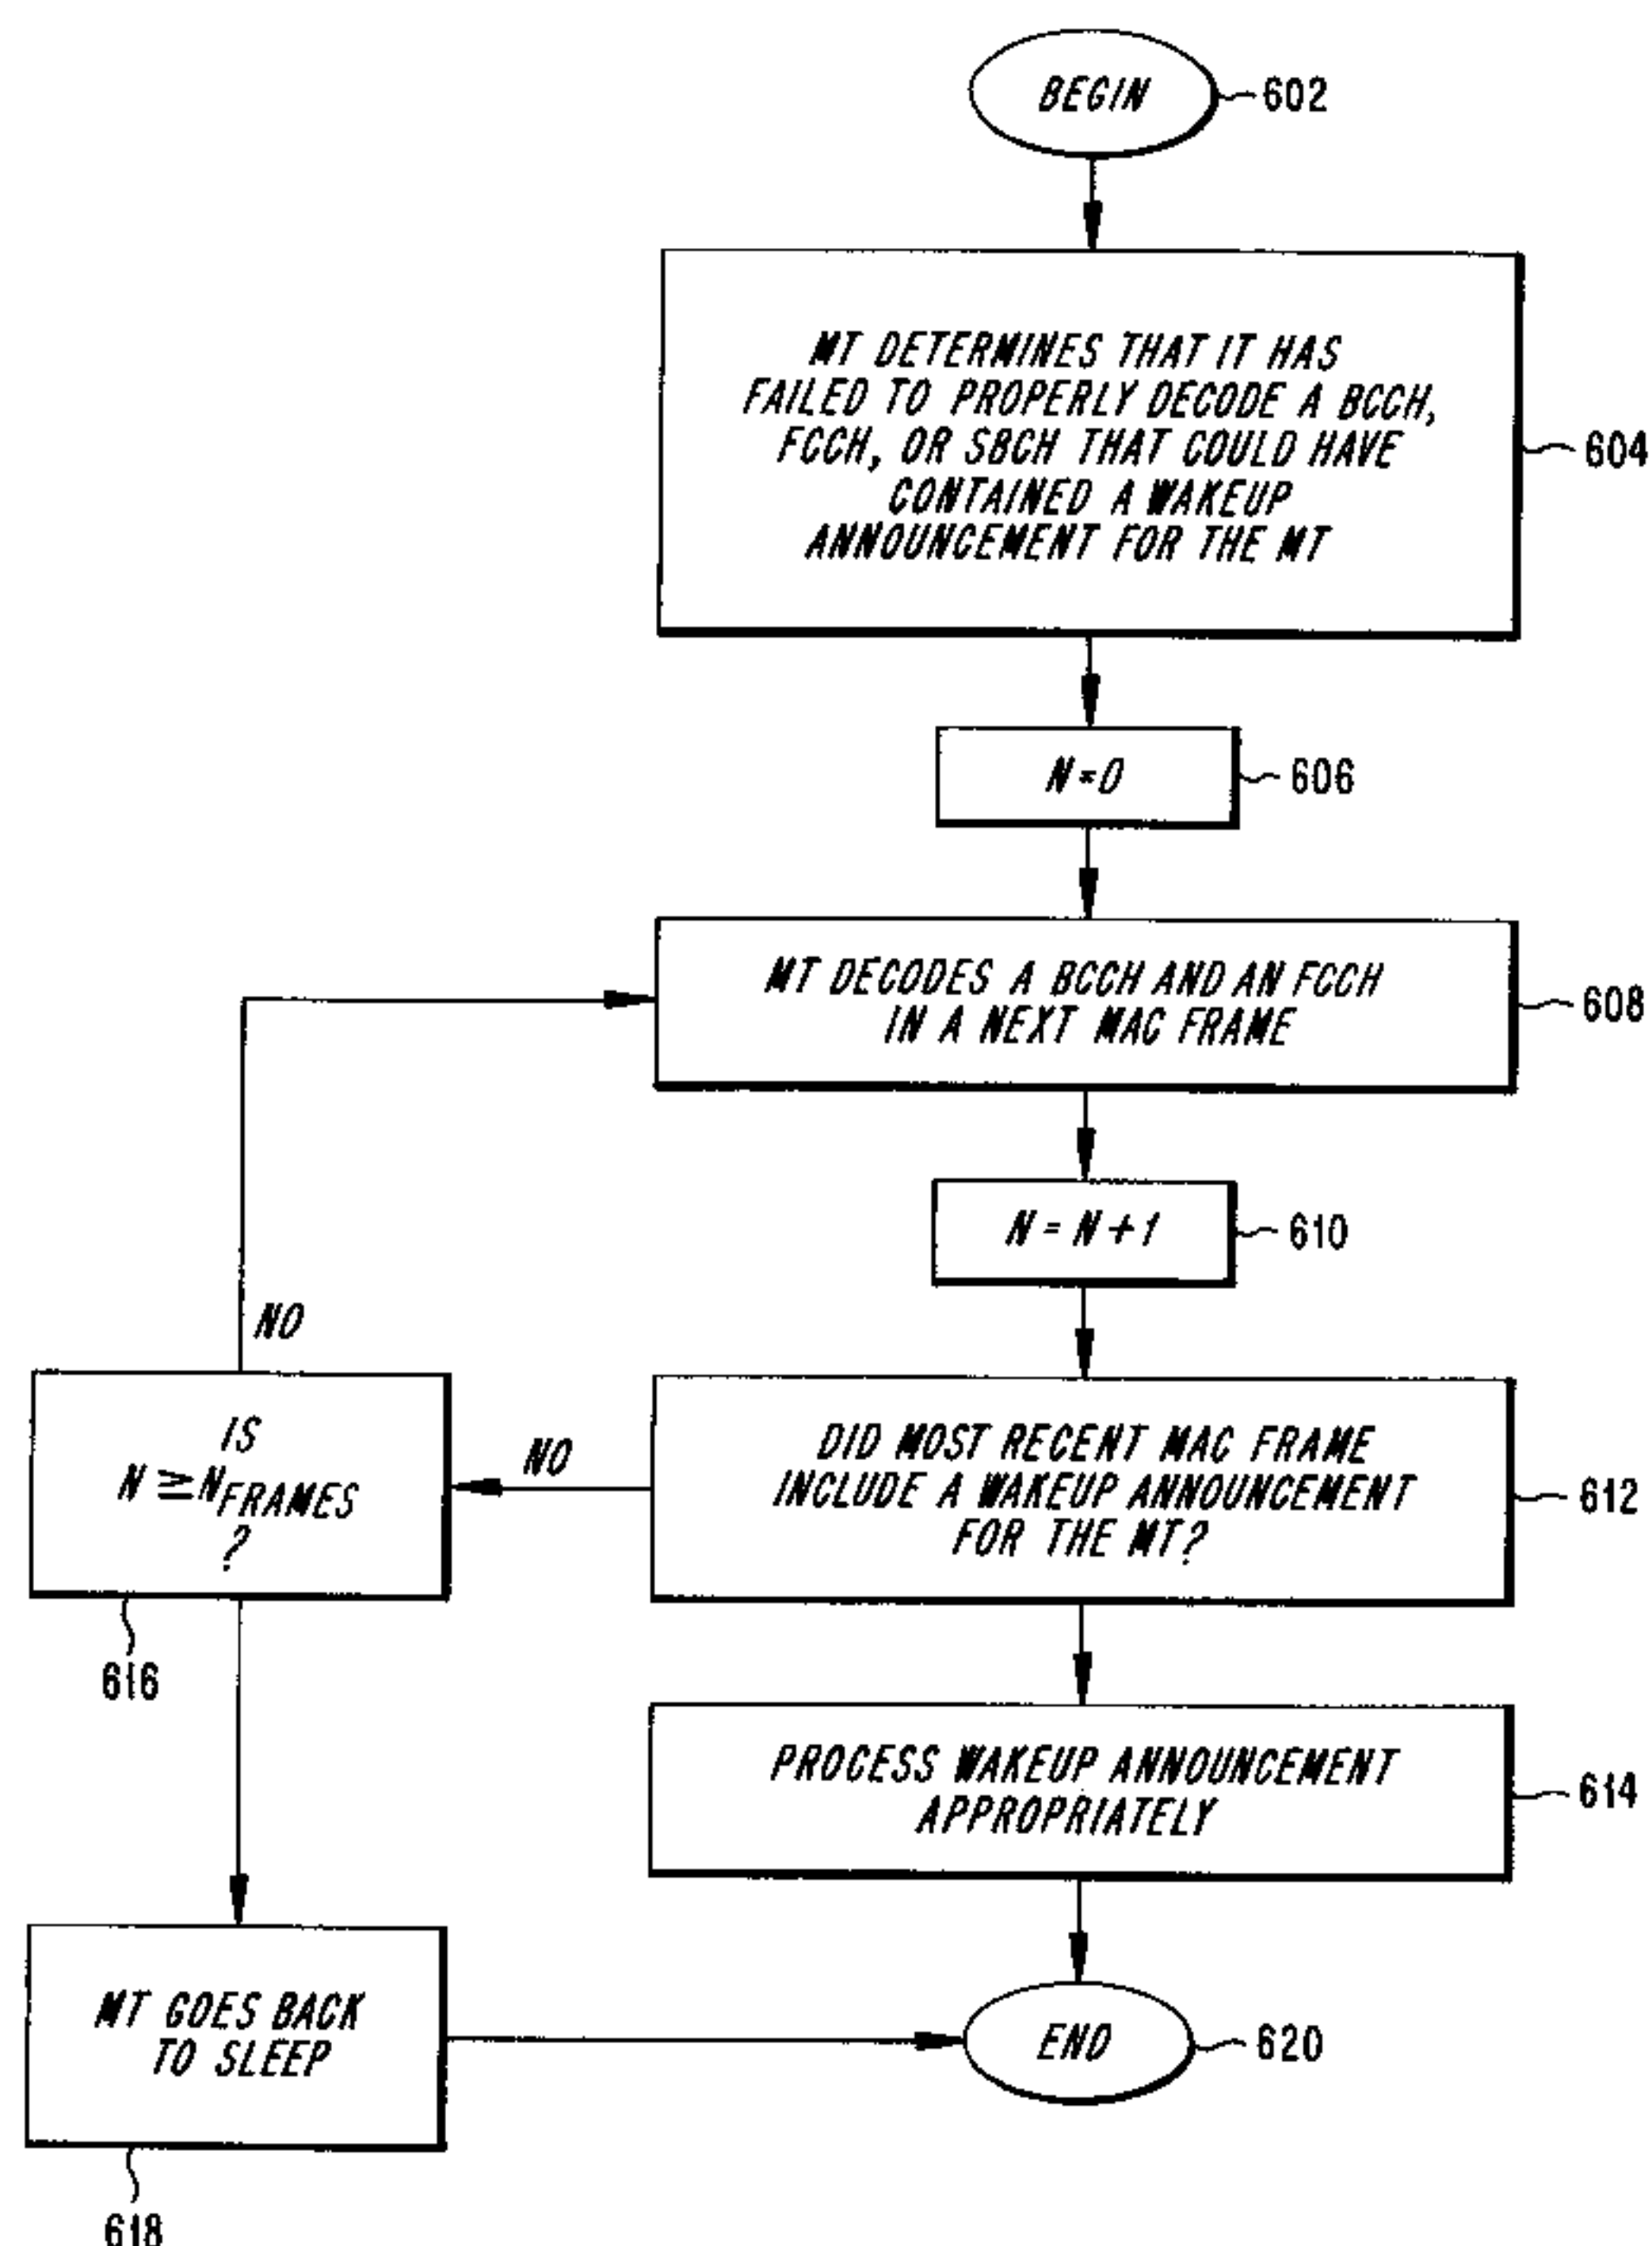 BEGIN
602
MT DETERMINES THAT IT HAS
FAILED TO PROPERLY DECODE A BCCH,
FCCH, OR SBCH THAT COULD HAVE
CONTAINED A WAKEUP
ANNOUNCEMENT FOR THE MT
604
N=0
606
MT DECODES A BCCH AND AN FCCH
IN A NEXT MAC FRAME
608
N = N + 1
610
NO
IS
N ≥ NFRAMES
?
616
NO
DID MOST RECENT MAC FRAME
INCLUDE A WAKEUP ANNOUNCEMENT
FOR THE MT?
612
PROCESS WAKEUP ANNOUNCEMENT
APPROPRIATELY
614
MT GOES BACK
TO SLEEP
618
END
620